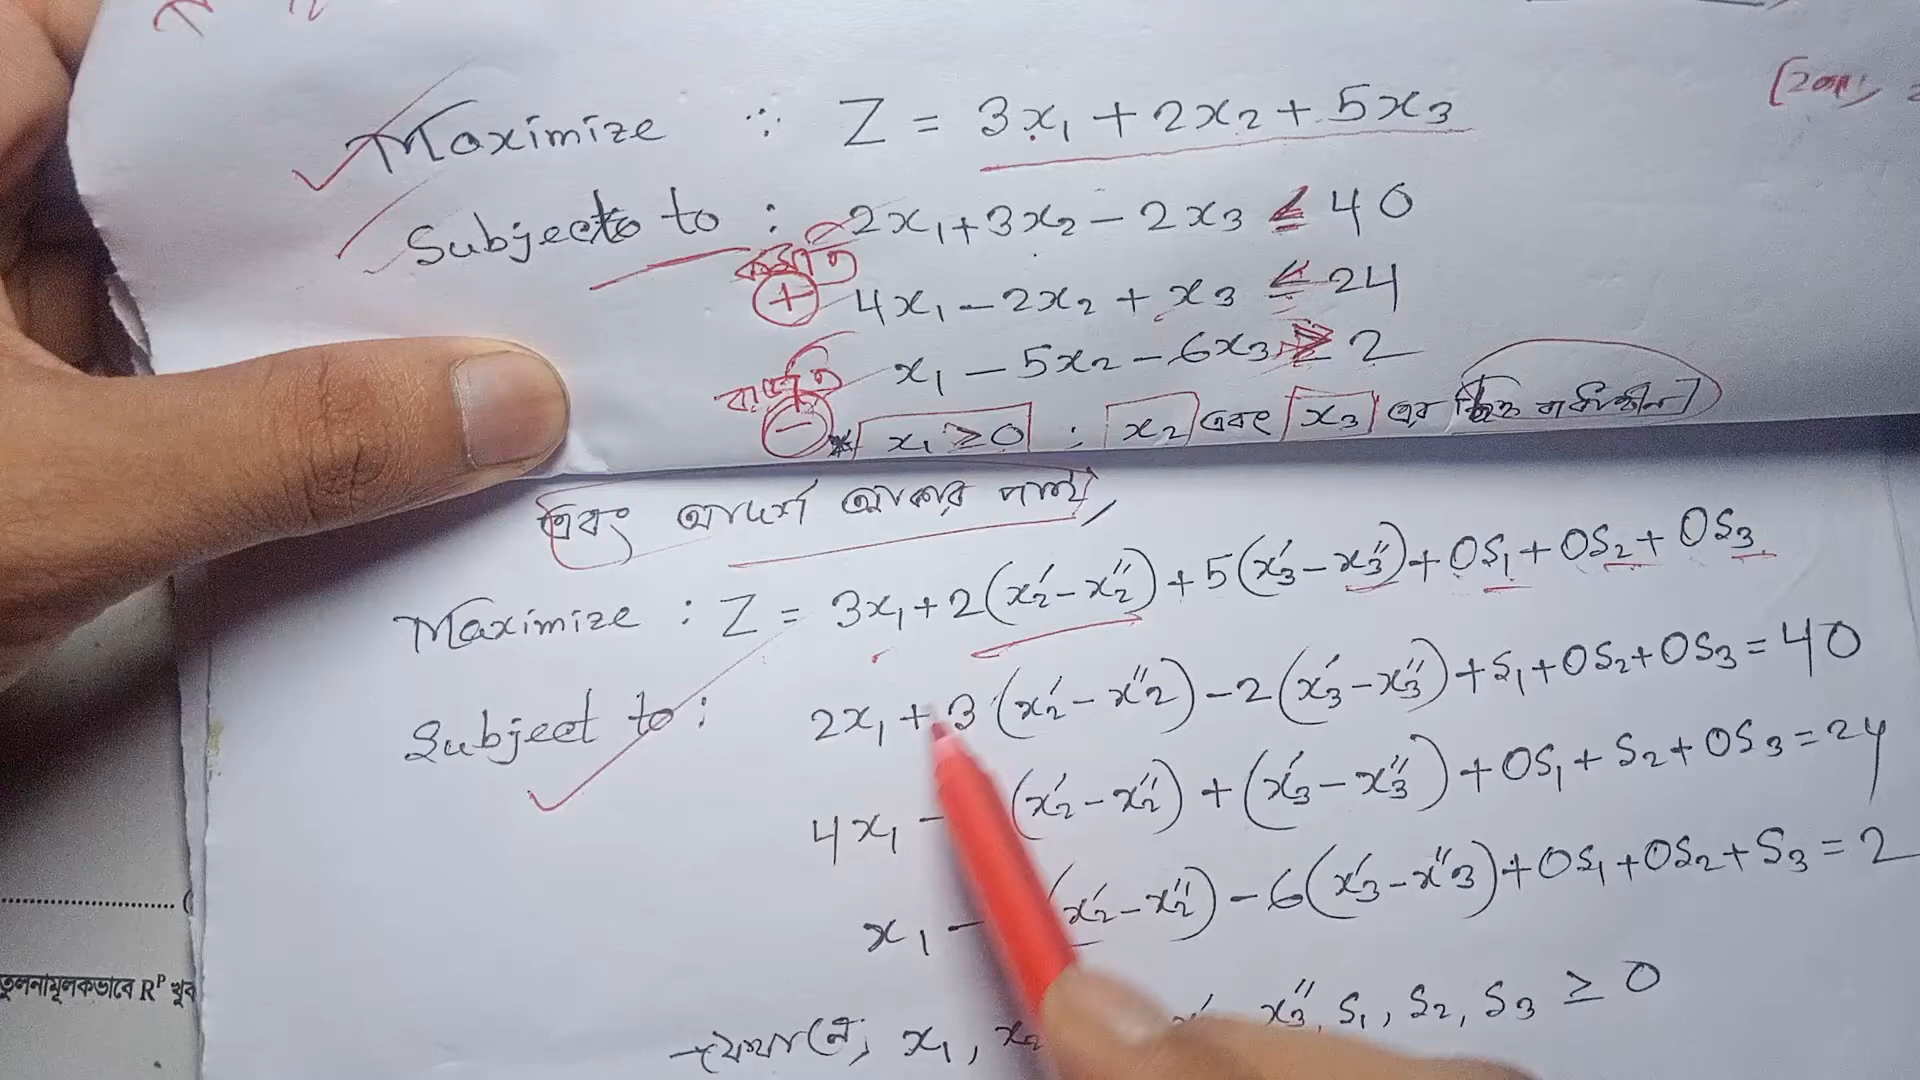 Maximize : Z = 3x₁ + 2x₂ + 5x₃
Subject to : 2x₁ + 3x₂ - 2x₃ ≤ 40
4x₁ - 2x₂ + x₃ ≤ 24
x₁ - 5x₂ - 6x₃ ≥ 2
x₁ ≥ 0 ; x₂ এবং x₃ এর
এবং আদর্শ আকার পাই,
Maximize : Z = 3x₁ + 2(x₂′ - x₂″) + 5(x₃′ - x₃″) + 0S₁ + 0S₂ + 0S₃
Subject to : 2x₁ + 3(x₂′ - x₂″) - 2(x₃′ - x₃″) + S₁ + 0S₂ + 0S₃ = 40
4x₁ - (x₂′ - x₂″) + (x₃′ - x₃″) + 0S₁ + S₂ + 0S₃ = 24
x₁ - (x₂′ - x₂″) - 6(x₃′ - x₃″) + 0S₁ + 0S₂ + S₃ = 2
যেখানে, x₁, x₃″, S₁, S₂, S₃ ≥ 0
তুলনামূলকভাবে Rᴾ খুব